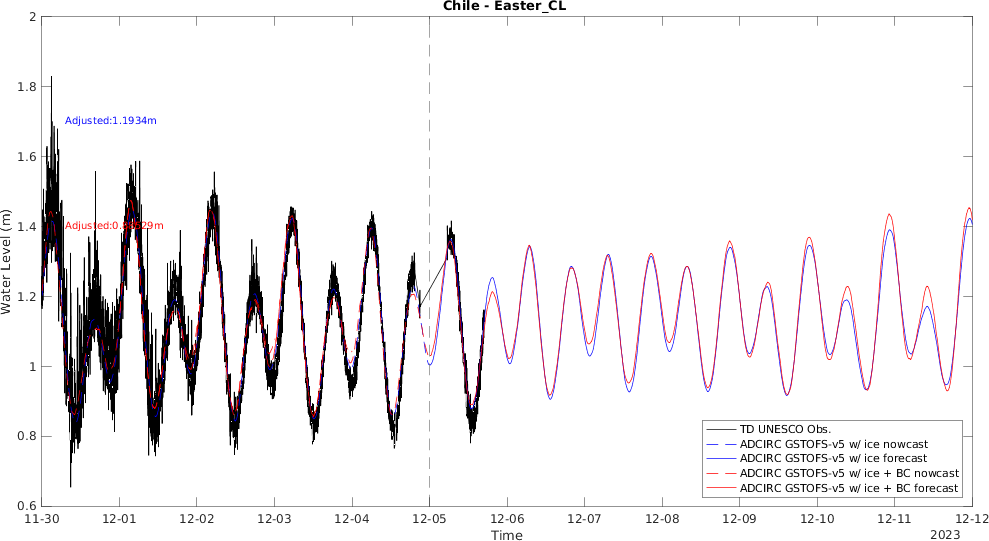 Chile - Easter_CL
Water Level (m)
2
1.8
1.6
1.4
1.2
1
0.8
0.6
Adjusted:1.1934m
11-30
12-01
12-02
12-03
12-04
12-05
12-06
12-07
12-08
12-09
12-10
12-11
12-12
Time
2023
TD UNESCO Obs.
ADCIRC GSTOFS-v5 w/ ice nowcast
ADCIRC GSTOFS-v5 w/ ice forecast
ADCIRC GSTOFS-v5 w/ ice + BC nowcast
ADCIRC GSTOFS-v5 w/ ice + BC forecast